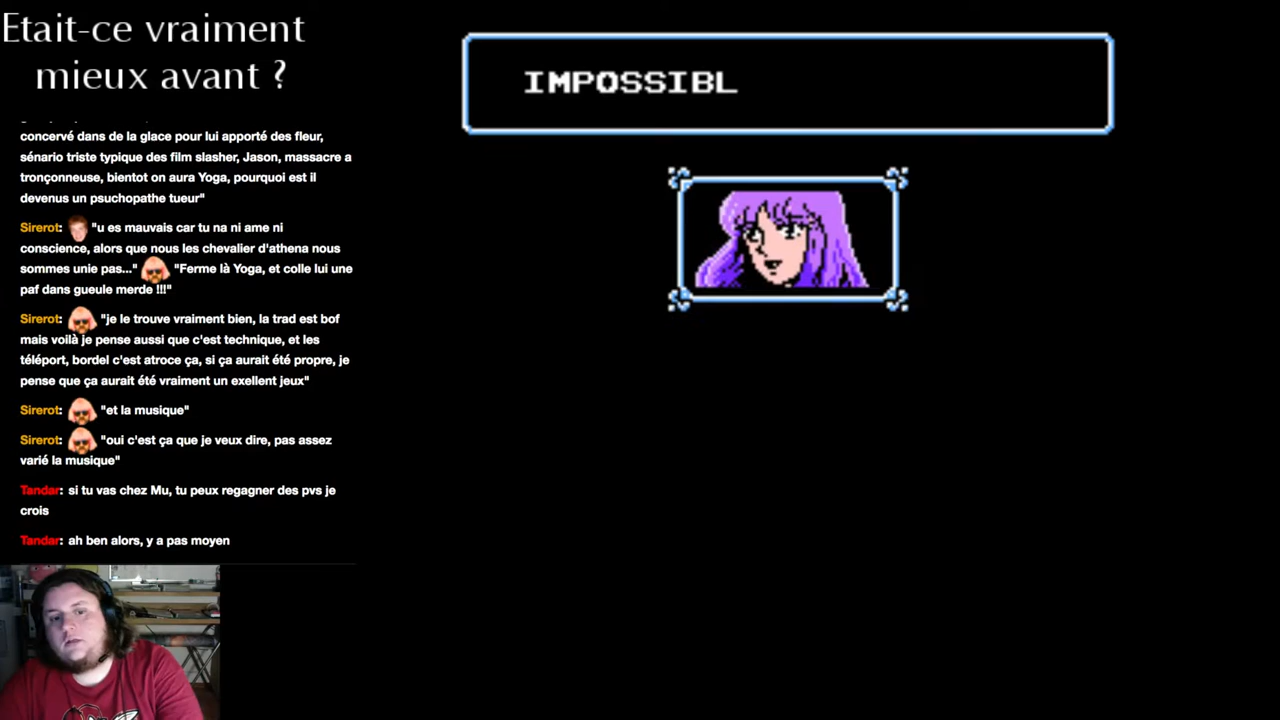 Etait-ce vraiment
mieux avant ?
IMPOSSIBL
concervé dans de la glace pour lui apporté des fleur,
sénario triste typique des film slasher, Jason, massacre a
tronçonneuse, bientot on aura Yoga, pourquoi est il
devenus un psuchopathe tueur"
Sirerot: "u es mauvais car tu na ni ame ni
conscience, alors que nous les chevalier d'athena nous
sommes unie pas..." "Ferme là Yoga, et colle lui une
paf dans gueule merde !!!"
Sirerot: "je le trouve vraiment bien, la trad est bof
mais voilà je pense aussi que c'est technique, et les
téléport, bordel c'est atroce ça, si ça aurait été propre, je
pense que ça aurait été vraiment un exellent jeux"
Sirerot: "et la musique"
Sirerot: "oui c'est ça que je veux dire, pas assez
varié la musique"
Tandar: si tu vas chez Mu, tu peux regagner des pvs je
crois
Tandar: ah ben alors, y a pas moyen